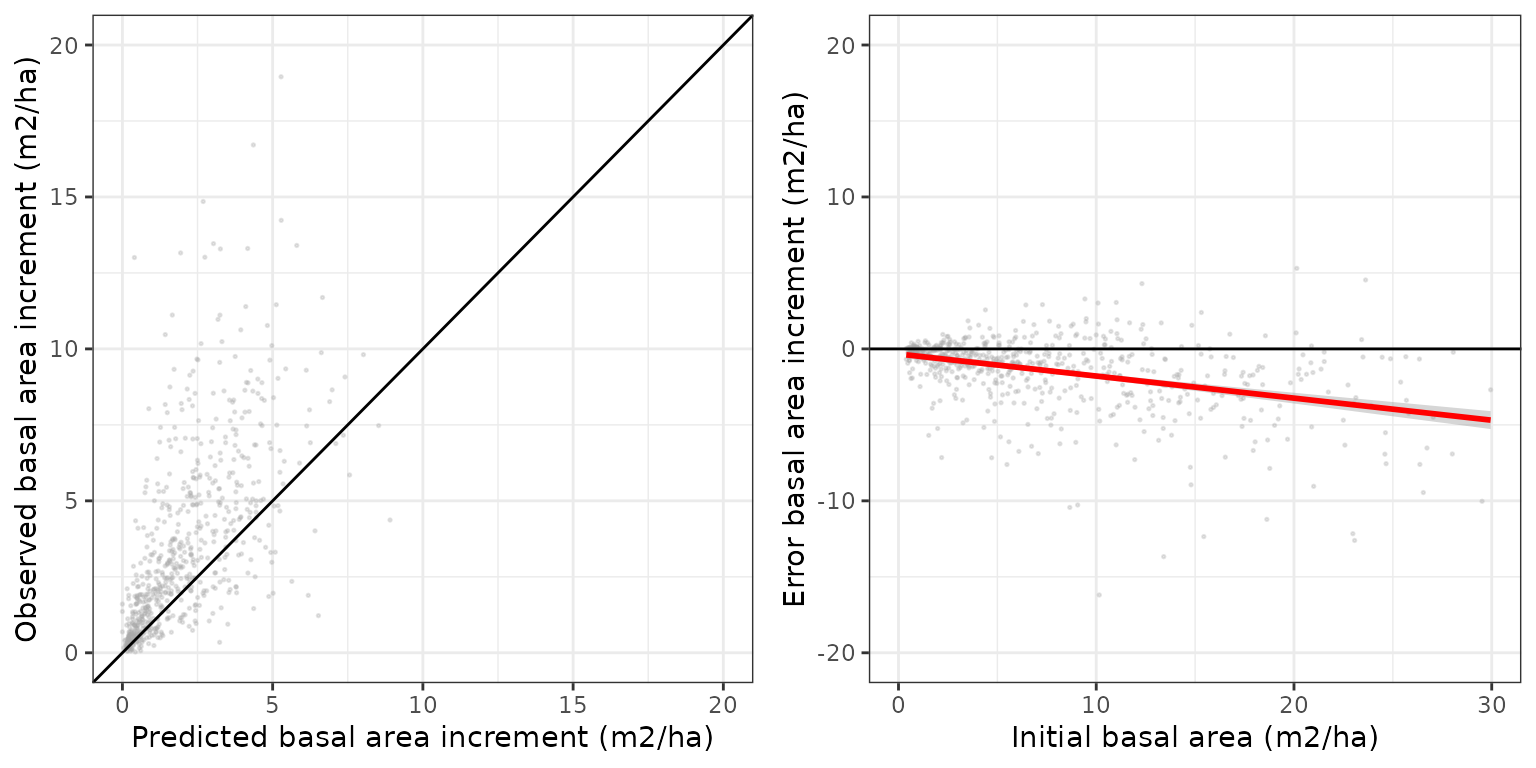 Observed basal area increment (m2/ha)
20
15
10
5
0
0 5 10 15 20
Predicted basal area increment (m2/ha)
Error basal area increment (m2/ha)
20
10
0
-10
-20
0 10 20 30
Initial basal area (m2/ha)